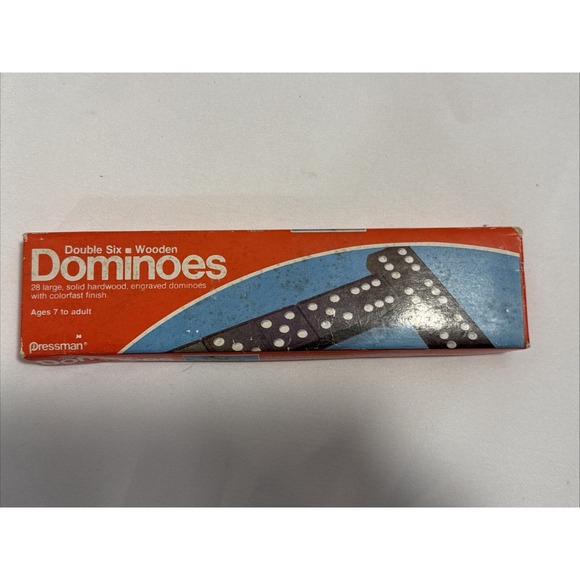 Double Six ■ Wooden
Dominoes
28 large, solid hardwood, engraved dominoes
with colorfast finish.
Ages 7 to adult
Pressman®